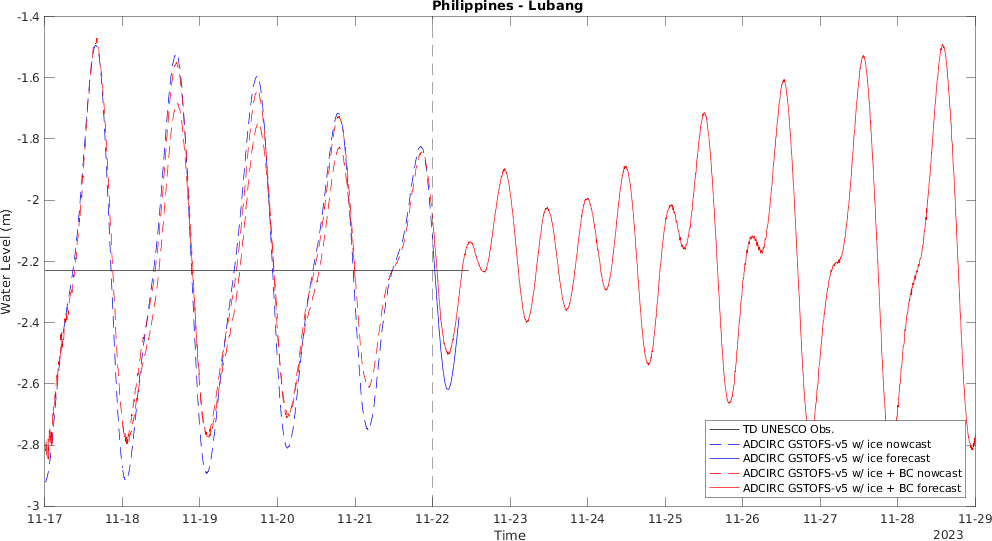 Philippines - Lubang
Water Level (m)
-1.4
-1.6
-1.8
-2
-2.2
-2.4
-2.6
-2.8
-3
TD UNESCO Obs.
ADCIRC GSTOFS-v5 w/ ice nowcast
ADCIRC GSTOFS-v5 w/ ice forecast
ADCIRC GSTOFS-v5 w/ ice + BC nowcast
ADCIRC GSTOFS-v5 w/ ice + BC forecast
11-17 11-18 11-19 11-20 11-21 11-22 11-23 11-24 11-25 11-26 11-27 11-28 11-29
Time
2023